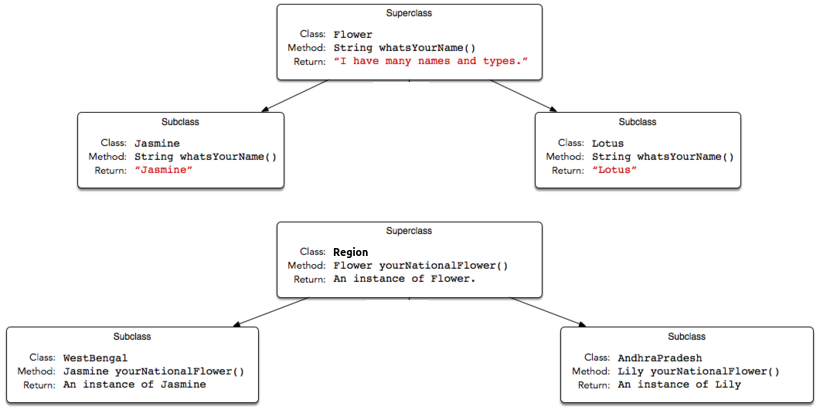 Superclass
Class: Flower
Method: String whatsYourName()
Return: “I have many names and types.”
Subclass
Class: Jasmine
Method: String whatsYourName()
Return: “Jasmine”
Subclass
Class: Lotus
Method: String whatsYourName()
Return: “Lotus”
Superclass
Class: Region
Method: Flower yourNationalFlower()
Return: An instance of Flower.
Subclass
Class: WestBengal
Method: Jasmine yourNationalFlower()
Return: An instance of Jasmine
Subclass
Class: AndhraPradesh
Method: Lily yourNationalFlower()
Return: An instance of Lily